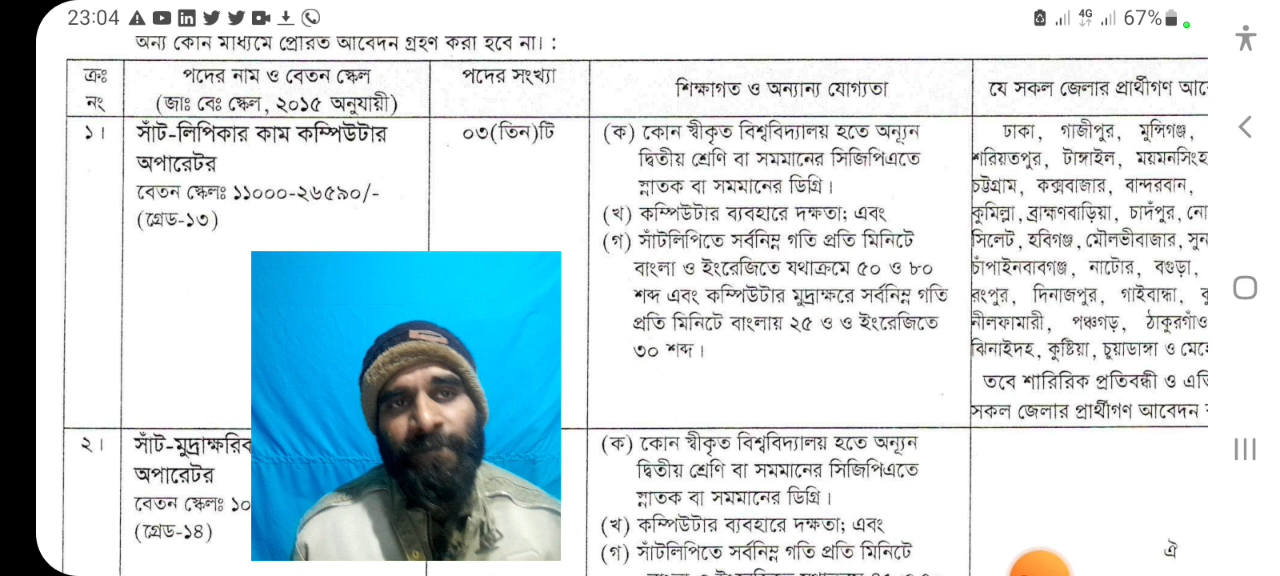 23:04
4G 67%
অন্য কোন মাধ্যমে প্রেরিত আবেদন গ্রহণ করা হবে না। :
ক্রঃ নং
পদের নাম ও বেতন স্কেল
(জাঃ বেঃ স্কেল, ২০১৫ অনুযায়ী)
পদের সংখ্যা
শিক্ষাগত ও অন্যান্য যোগ্যতা
যে সকল জেলার প্রার্থীগণ
১।
সাঁট-লিপিকার কাম কম্পিউটার
অপারেটর
বেতন স্কেলঃ ১১০০০-২৬৫৯০/-
(গ্রেড-১৩)
০৩(তিন)টি
(ক) কোন স্বীকৃত বিশ্ববিদ্যালয় হতে অন্যূন
দ্বিতীয় শ্রেণি বা সমমানের সিজিপিএতে
স্নাতক বা সমমানের ডিগ্রি।
(খ) কম্পিউটার ব্যবহারে দক্ষতা; এবং
(গ) সাঁটলিপিতে সর্বনিম্ন গতি প্রতি মিনিটে
বাংলা ও ইংরেজিতে যথাক্রমে ৫০ ও ৮০
শব্দ এবং কম্পিউটার মুদ্রাক্ষরে সর্বনিম্ন গতি
প্রতি মিনিটে বাংলায় ২৫ ও ও ইংরেজিতে
৩০ শব্দ।
ঢাকা, গাজীপুর, মুন্সিগঞ্জ,
শরিয়তপুর, টাঙ্গাইল, ময়মনসিংহ
চট্টগ্রাম, কক্সবাজার, বান্দরবান,
কুমিল্লা, ব্রাহ্মণবাড়িয়া, চাদঁপুর,
সিলেট, হবিগঞ্জ, মৌলভীবাজার,
চাঁপাইনবাবগঞ্জ, নাটোর, বগুড়া,
রংপুর, দিনাজপুর, গাইবান্ধা,
নীলফামারী, পঞ্চগড়, ঠাকুরগাঁও
ঝিনাইদহ, কুষ্টিয়া, চুয়াডাঙ্গা ও
তবে শারিরিক প্রতিবন্ধী ও
সকল জেলার প্রার্থীগণ আবেদন
২।
সাঁট-মুদ্রাক্ষরিক
অপারেটর
বেতন স্কেলঃ ১০
(গ্রেড-১৪)
(ক) কোন স্বীকৃত বিশ্ববিদ্যালয় হতে অন্যূন
দ্বিতীয় শ্রেণি বা সমমানের সিজিপিএতে
স্নাতক বা সমমানের ডিগ্রি।
(খ) কম্পিউটার ব্যবহারে দক্ষতা; এবং
(গ) সাঁটলিপিতে সর্বনিম্ন গতি প্রতি মিনিটে
ঐ